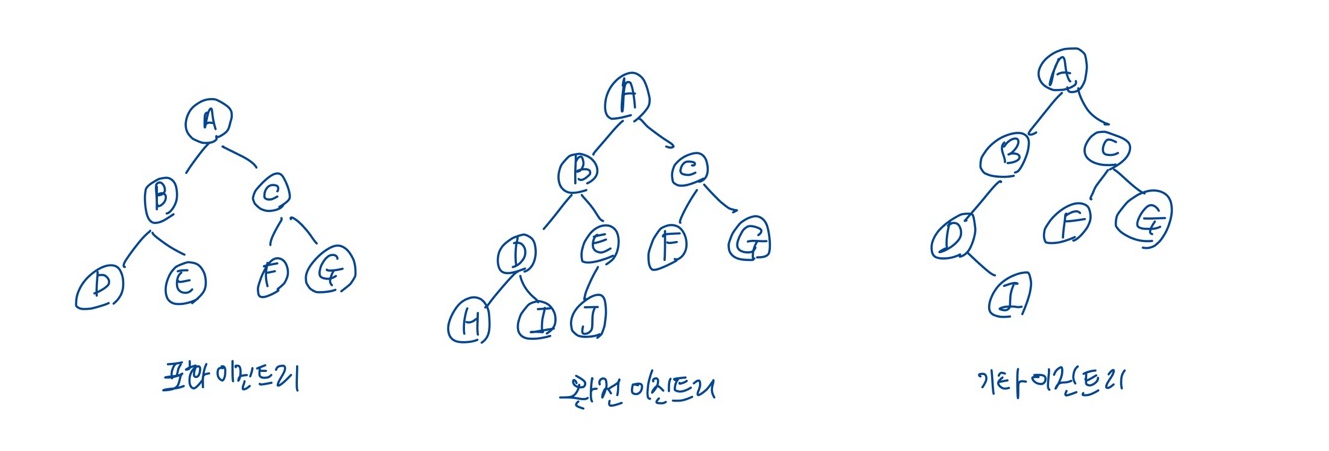 A
B C
D E F G
포화 이진트리
A
B C
D E F G
H I J
완전 이진트리
A
B C
D F G
I
기타 이진트리